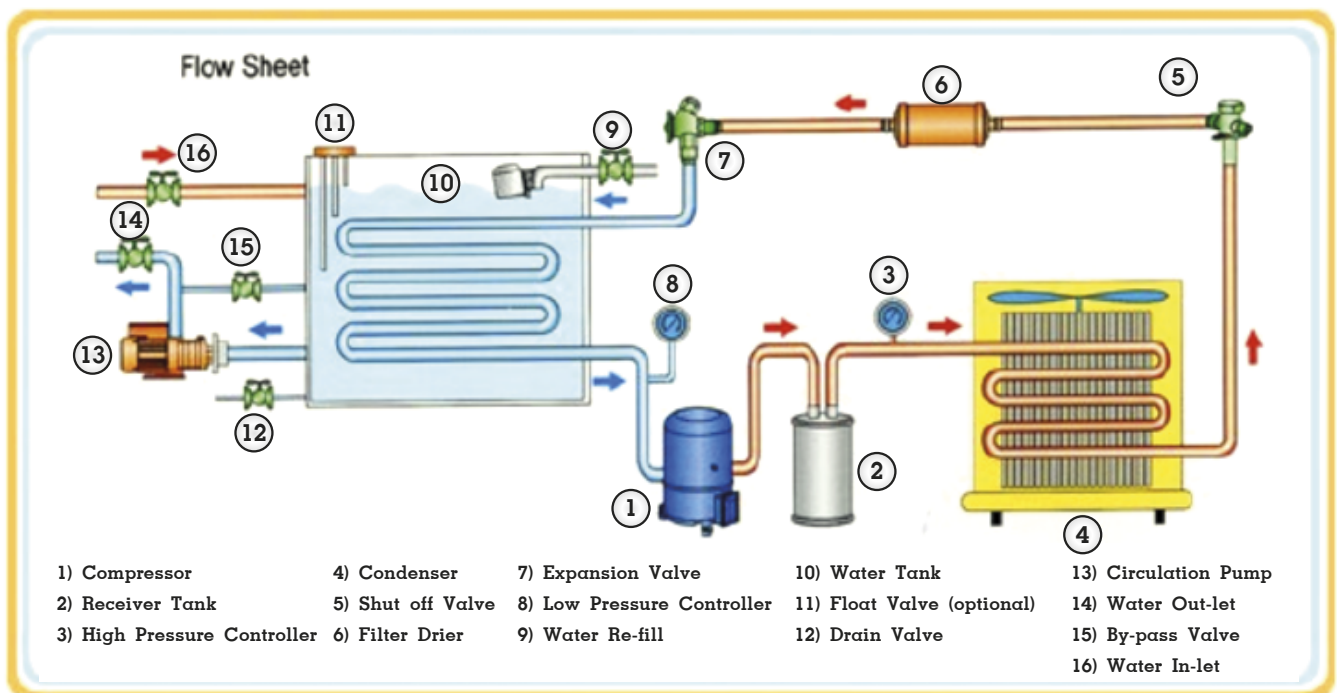 Flow Sheet
11
16
9
10
7
6
5
14
15
8
3
13
12
1
2
4
1) Compressor
2) Receiver Tank
3) High Pressure Controller
4) Condenser
5) Shut off Valve
6) Filter Drier
7) Expansion Valve
8) Low Pressure Controller
9) Water Re-fill
10) Water Tank
11) Float Valve (optional)
12) Drain Valve
13) Circulation Pump
14) Water Out-let
15) By-pass Valve
16) Water In-let